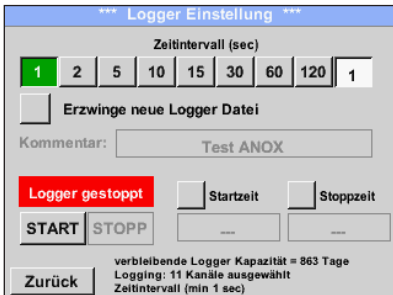 *** Logger Einstellung ***
Zeitintervall (sec)
1 2 5 10 15 30 60 120 1
Erzwinge neue Logger Datei
Kommentar: Test ANOX
Logger gestoppt Startzeit Stoppzeit
START STOPP --- ---
verbleibende Logger Kapazität = 863 Tage
Logging: 11 Kanäle ausgewählt
Zurück Zeitintervall (min 1 sec)